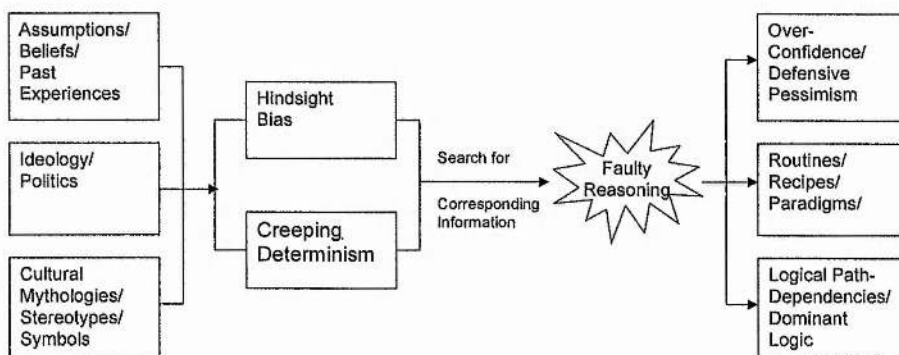 Assumptions/
Beliefs/
Past
Experiences
Ideology/
Politics
Cultural
Mythologies/
Stereotypes/
Symbols
Hindsight
Bias
Creeping
Determinism
Search for
Corresponding
Information
Faulty
Reasoning
Over-
Confidence/
Defensive
Pessimism
Routines/
Recipes/
Paradigms/
Logical Path-
Dependencies/
Dominant
Logic